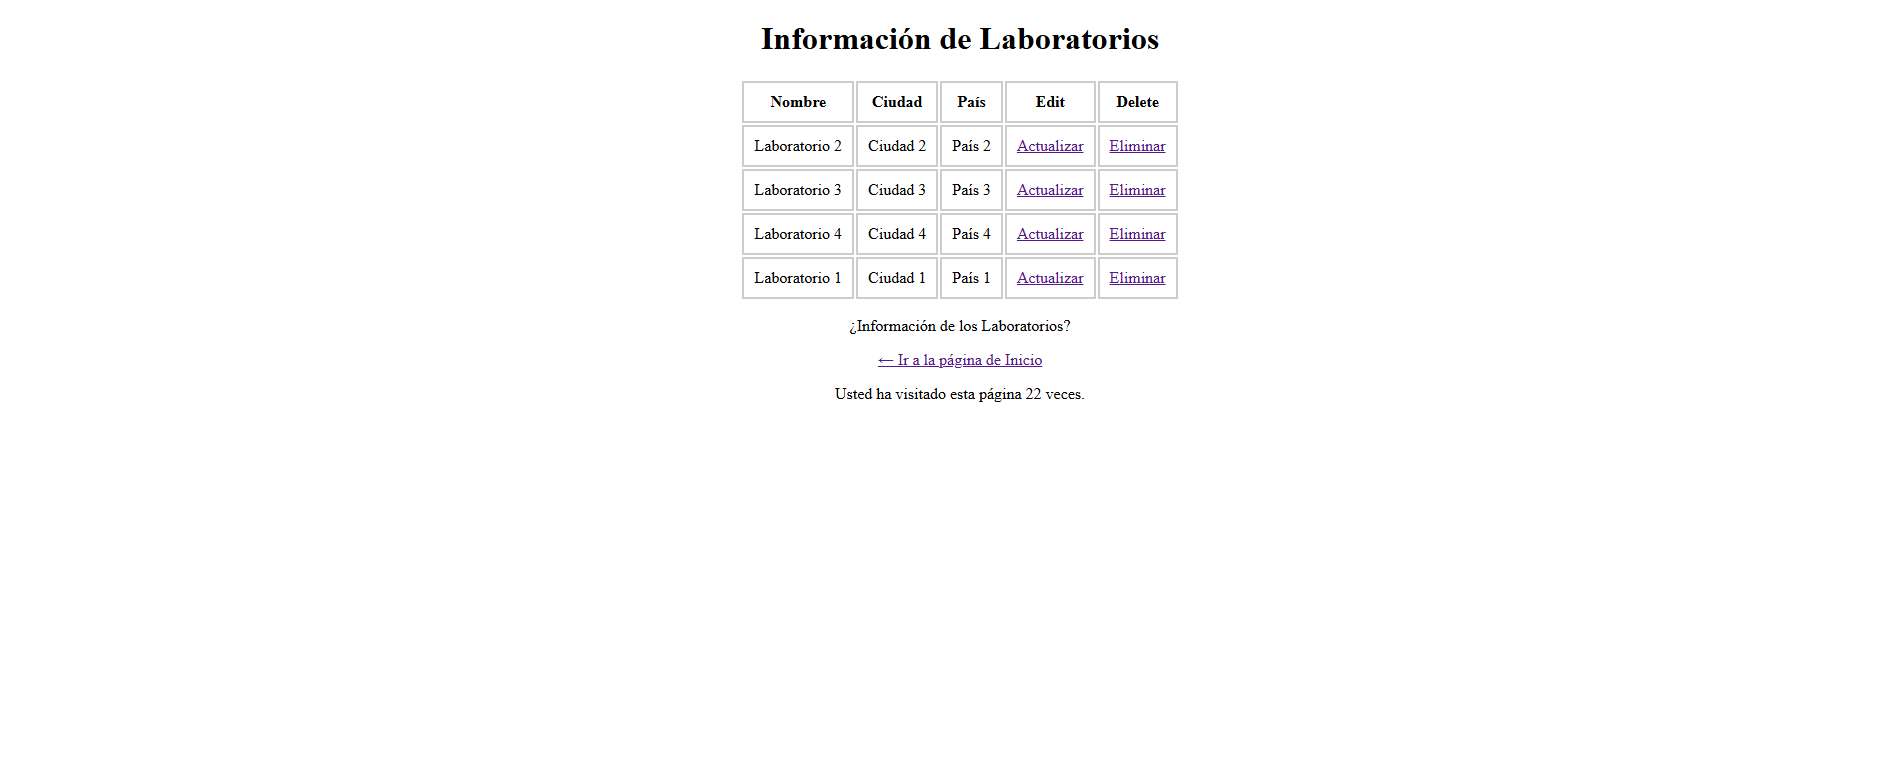 Información de Laboratorios
Nombre Ciudad País Edit Delete
Laboratorio 2 Ciudad 2 País 2 Actualizar Eliminar
Laboratorio 3 Ciudad 3 País 3 Actualizar Eliminar
Laboratorio 4 Ciudad 4 País 4 Actualizar Eliminar
Laboratorio 1 Ciudad 1 País 1 Actualizar Eliminar
¿Información de los Laboratorios?
← Ir a la página de Inicio
Usted ha visitado esta página 22 veces.